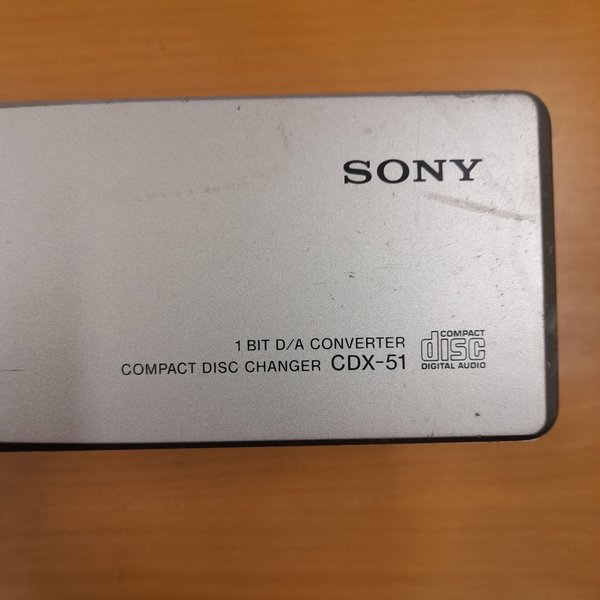 SONY
1 BIT D/A CONVERTER
COMPACT DISC CHANGER CDX-51
COMPACT
disc
DIGITAL AUDIO